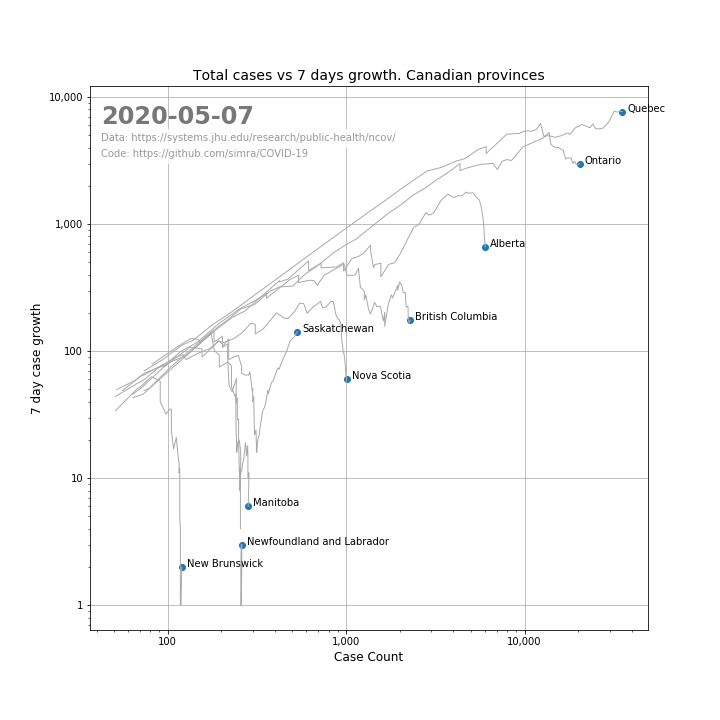 Total cases vs 7 days growth. Canadian provinces
2020-05-07
Data: https://systems.jhu.edu/research/public-health/ncov/
Code: https://github.com/simra/COVID-19
10,000
1,000
100
10
1
7 day case growth
Quebec
Ontario
Alberta
British Columbia
Saskatchewan
Nova Scotia
Manitoba
Newfoundland and Labrador
New Brunswick
100
1,000
10,000
Case Count